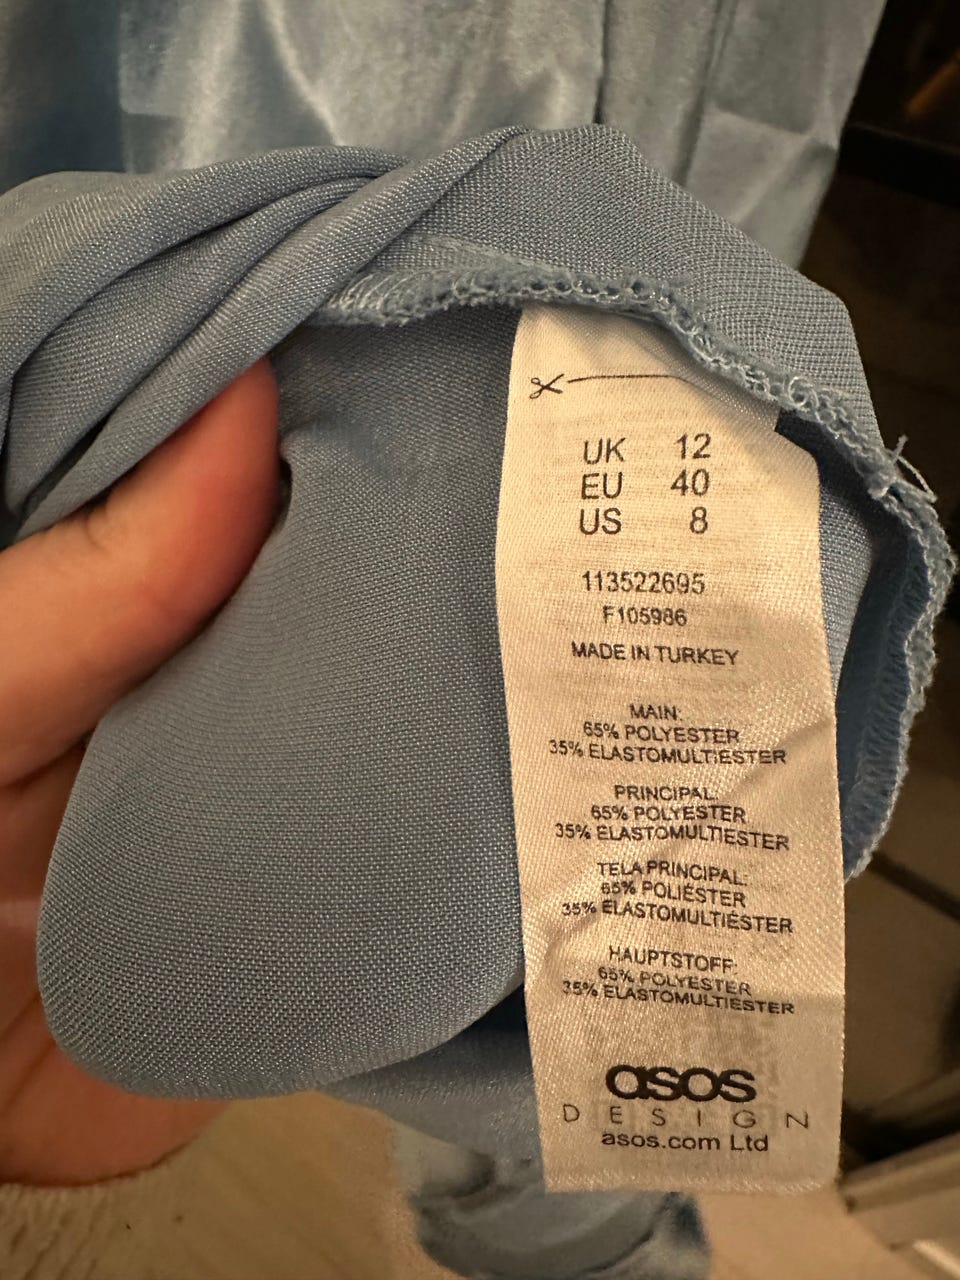 UK 12
EU 40
US 8
113522695
F105986
MADE IN TURKEY
MAIN:
65% POLYESTER
35% ELASTOMULTIESTER
PRINCIPAL:
65% POLYESTER
35% ELASTOMULTIESTER
TELA PRINCIPAL:
65% POLIÉSTER
35% ELASTOMULTIÉSTER
HAUPTSTOFF:
65% POLYESTER
35% ELASTOMULTIESTER
asos
DESIGN
asos.com Ltd